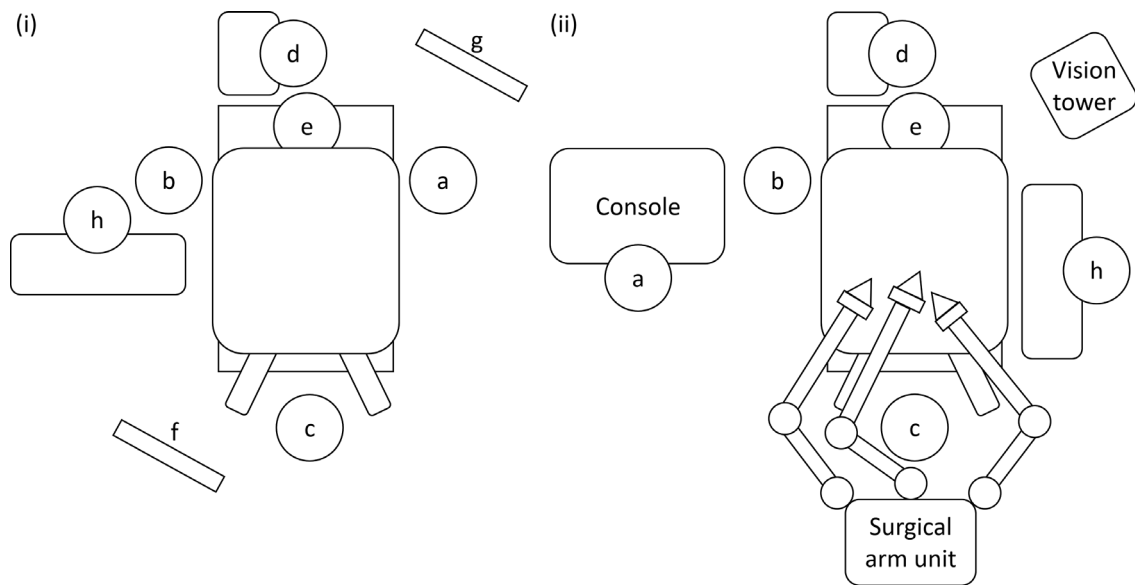 (i)
d
g
e
b
a
h
c
f
(ii)
d
Vision
tower
e
b
Console
a
h
c
Surgical
arm unit